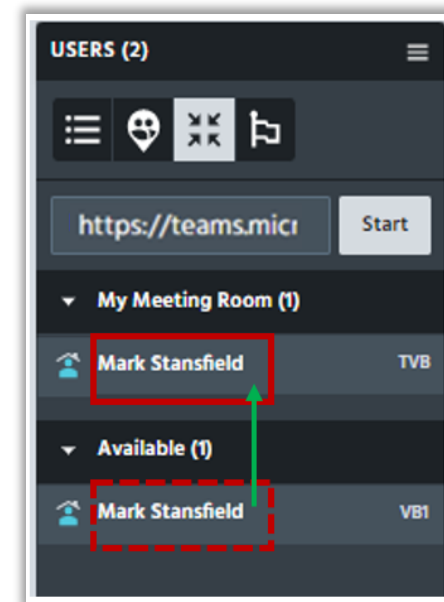 USERS (2)
https://teams.micr
Start
My Meeting Room (1)
Mark Stansfield
TVB
Available (1)
Mark Stansfield
VB1